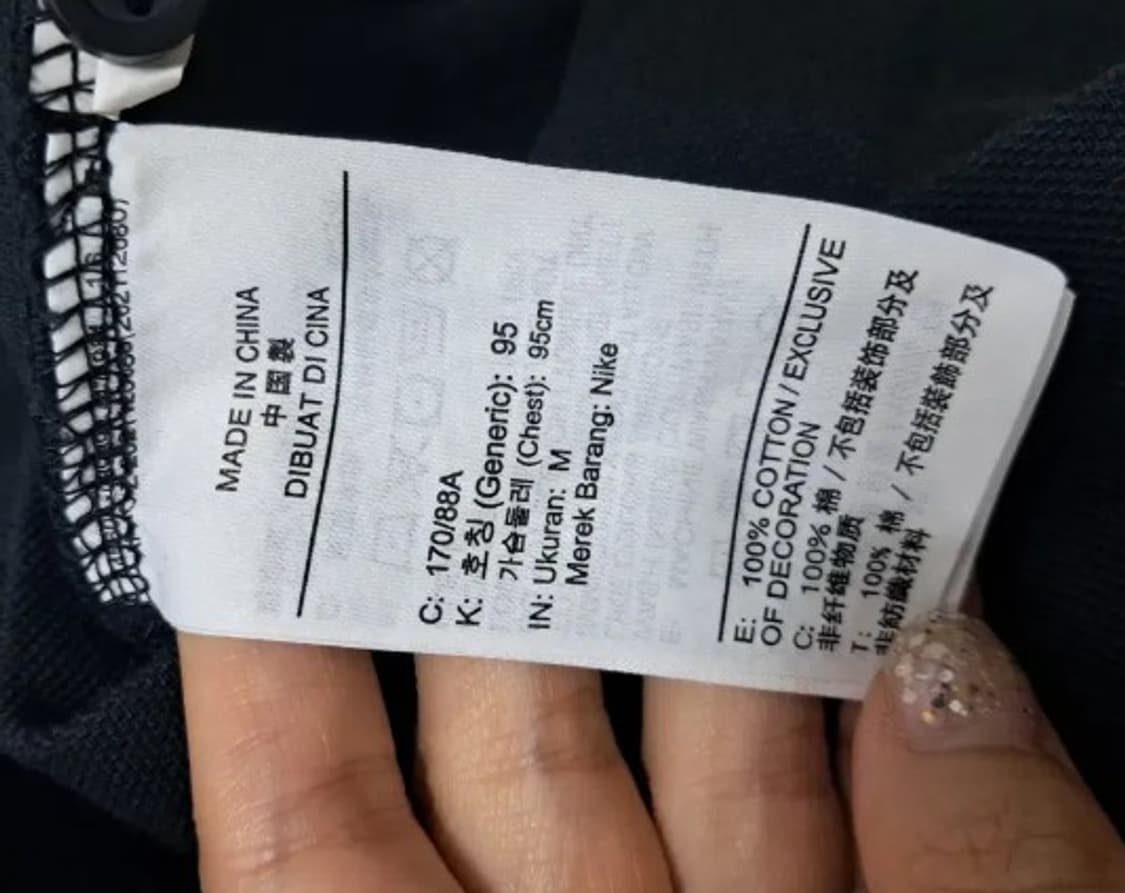 MADE IN CHINA
中 国 製
DIBUAT DI CINA
C: 170/88A
K: 호칭 (Generic): 95
가슴둘레 (Chest): 95cm
IN: Ukuran: M
Merek Barang: Nike
E: 100% COTTON / EXCLUSIVE
OF DECORATION
C: 100% 棉 / 不包括装饰部分及
非纤维物质
T: 100% 棉 / 不包括裝飾部分及
非紡織材料